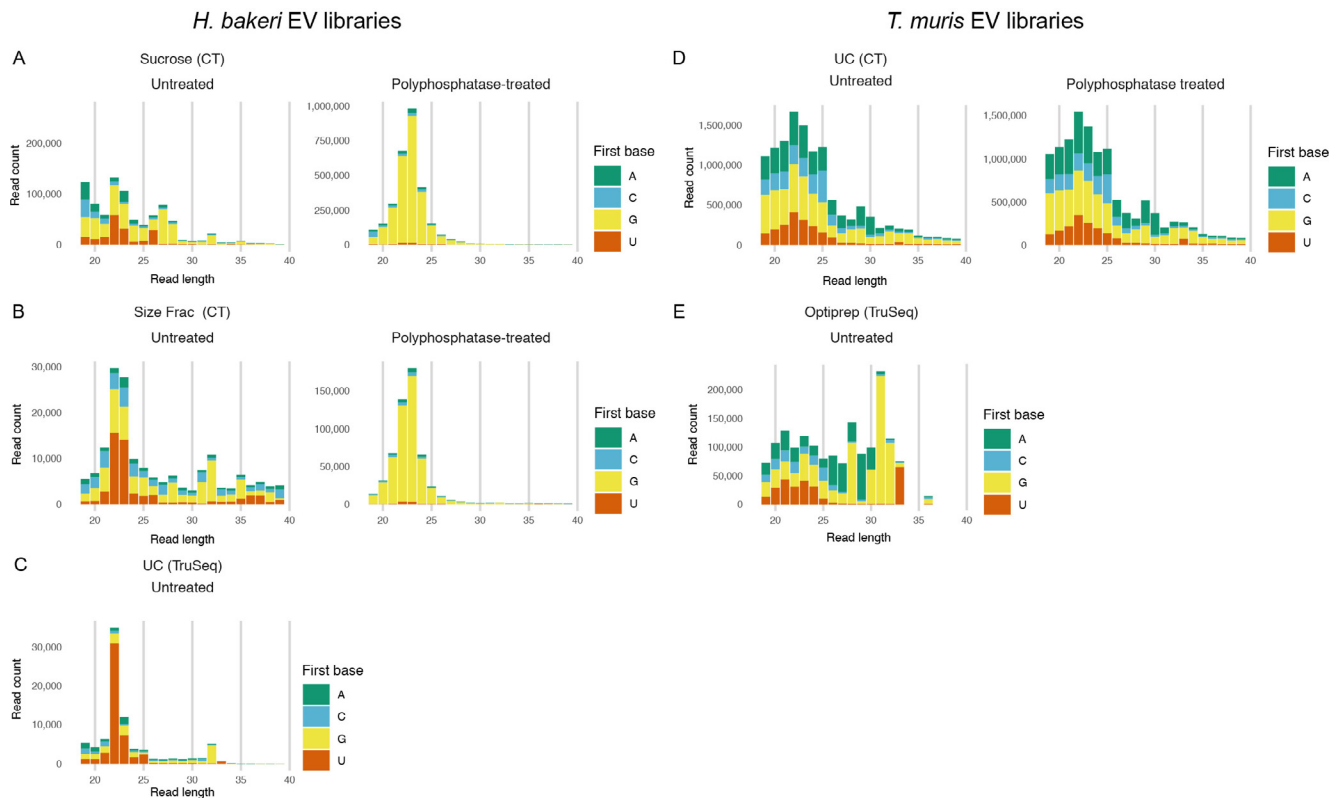 H. bakeri EV libraries
T. muris EV libraries
A
Sucrose (CT)
Untreated
Polyphosphatase-treated
Read count
200,000
100,000
0
20 25 30 35 40
Read length
1,000,000
750,000
500,000
250,000
0
20 25 30 35 40
First base
A
C
G
U
B
Size Frac (CT)
Untreated
Polyphosphatase-treated
Read count
30,000
20,000
10,000
0
20 25 30 35 40
Read length
150,000
100,000
50,000
0
20 25 30 35 40
First base
A
C
G
U
C
UC (TruSeq)
Untreated
Read count
30,000
20,000
10,000
0
20 25 30 35 40
Read length
First base
A
C
G
U
D
UC (CT)
Untreated
Polyphosphatase treated
Read count
1,500,000
1,000,000
500,000
0
20 25 30 35 40
Read length
1,500,000
1,000,000
500,000
0
20 25 30 35 40
First base
A
C
G
U
E
Optiprep (TruSeq)
Untreated
Read count
200,000
150,000
100,000
50,000
0
20 25 30 35 40
Read length
First base
A
C
G
U